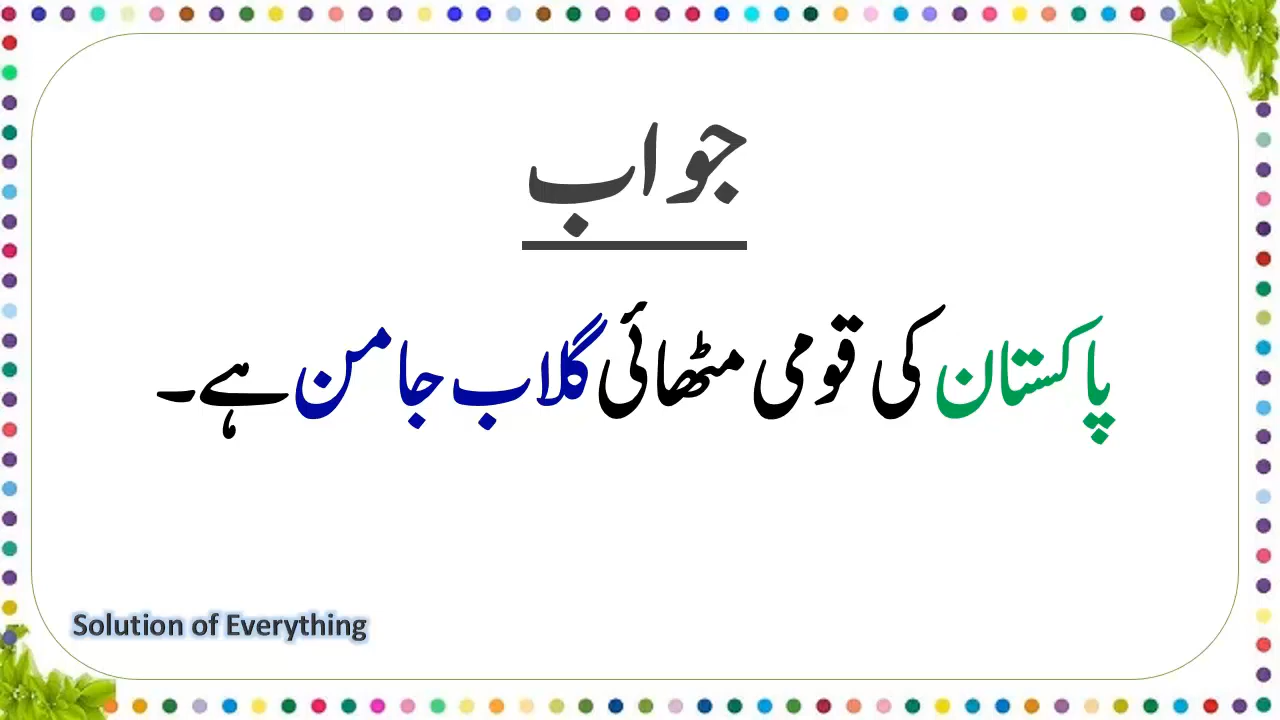 جواب
پاکستان کی قومی مٹھائی گلاب جامن ہے۔
Solution of Everything